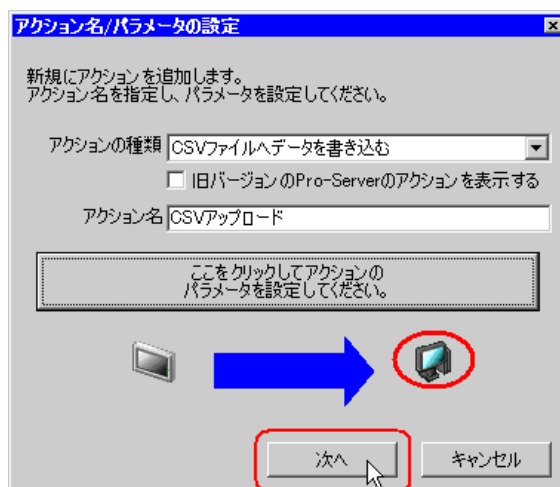 アクション名/パラメータの設定
新規にアクションを追加します。
アクション名を指定し、パラメータを設定してください。
アクションの種類 CSVファイルへデータを書き込む
旧バージョンのPro-Serverのアクションを表示する
アクション名 CSVアップロード
ここをクリックしてアクションの
パラメータを設定してください。
次へ キャンセル